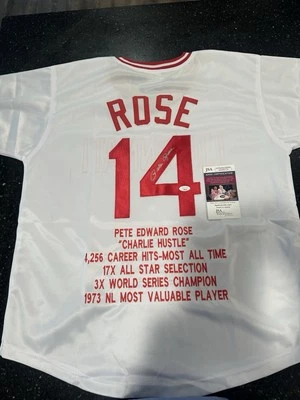 ROSE
14
PETE EDWARD ROSE
"CHARLIE HUSTLE"
4,256 CAREER HITS-MOST ALL TIME
17X ALL STAR SELECTION
3X WORLD SERIES CHAMPION
1973 NL MOST VALUABLE PLAYER